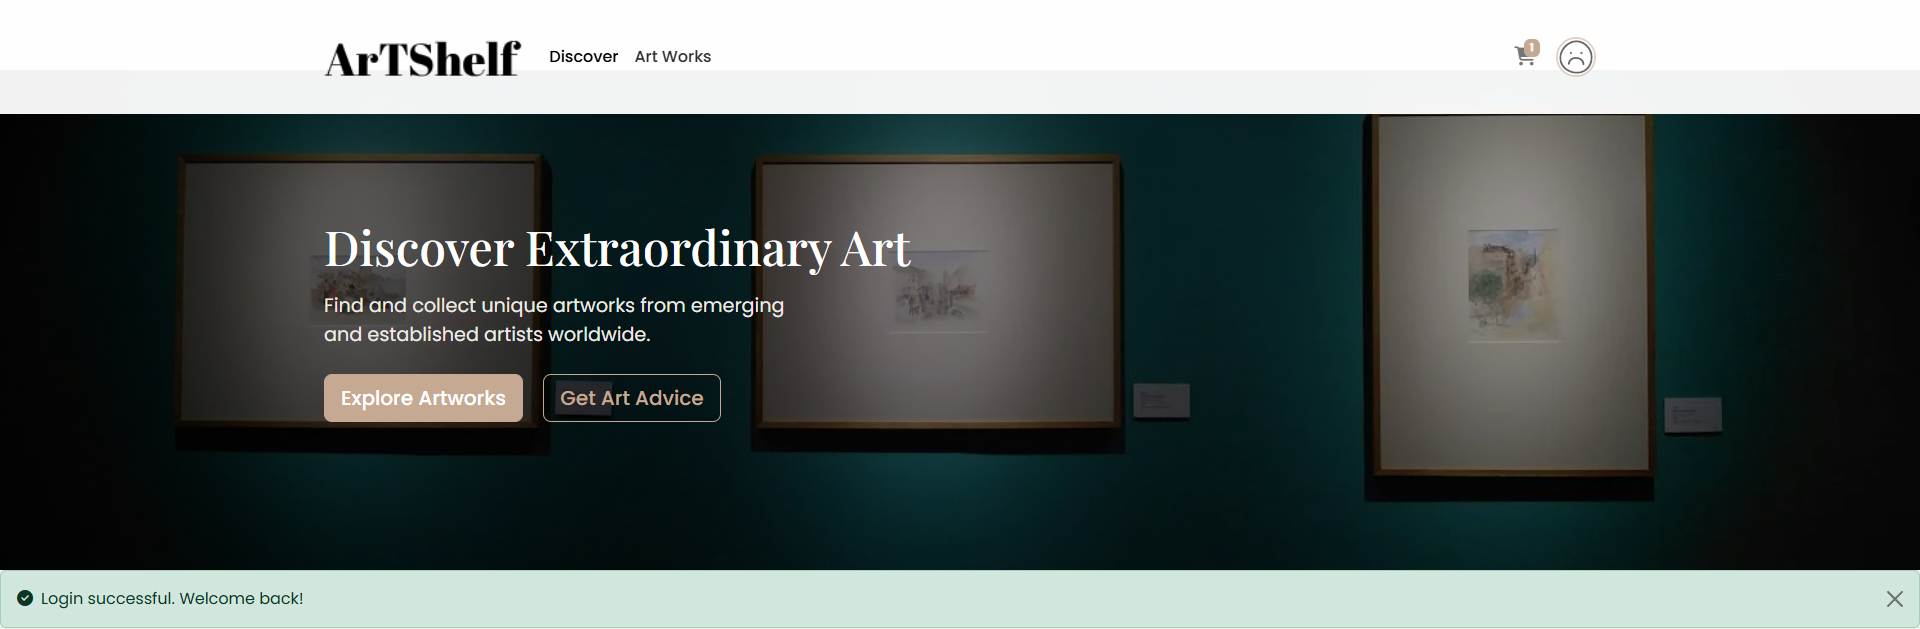 ArTShelf
Discover
Art Works
1
Discover Extraordinary Art
Find and collect unique artworks from emerging
and established artists worldwide.
Explore Artworks
Get Art Advice
Login successful. Welcome back!